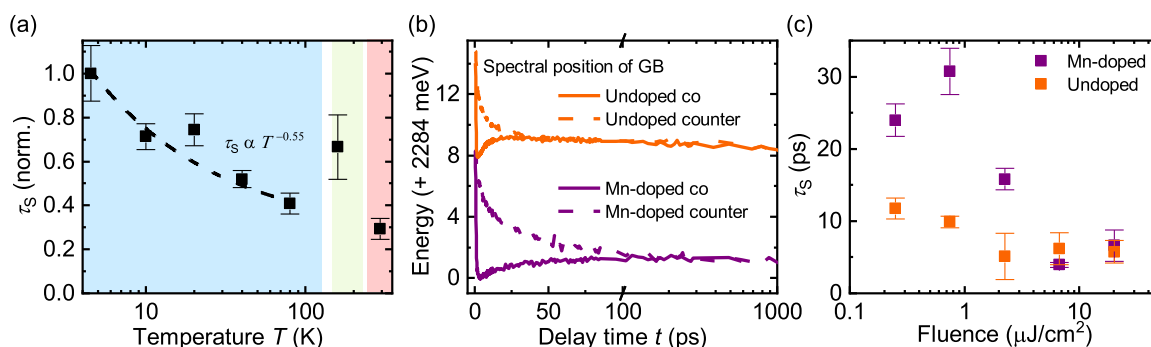 (a)
τS (norm.)
1.0
0.8
0.6
0.4
0.2
0.0
τS ∝ T −0.55
10
100
Temperature T (K)
(b)
Energy (+ 2284 meV)
12
8
4
0
Spectral position of GB
Undoped co
Undoped counter
Mn-doped co
Mn-doped counter
0
50
100
1000
Delay time t (ps)
(c)
τS (ps)
30
20
10
0
Mn-doped
Undoped
1
10
Fluence (μJ/cm2)